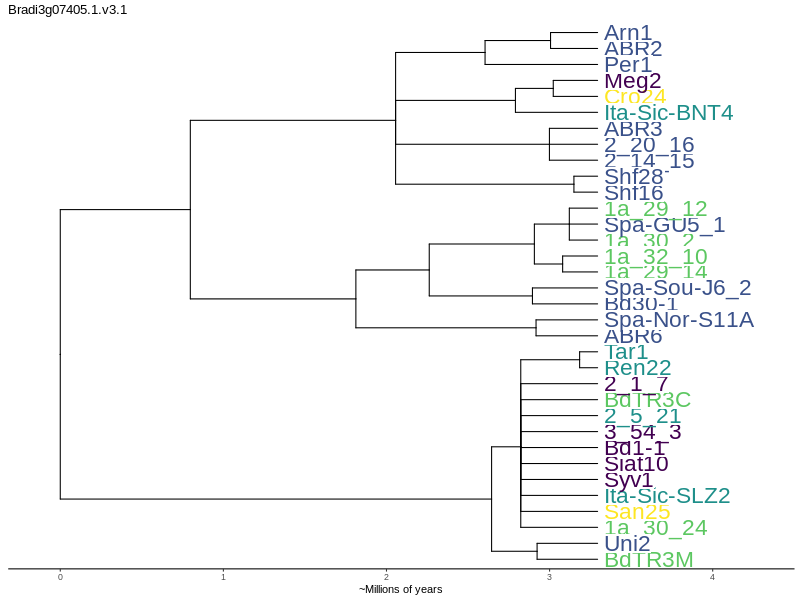 Bradi3g07405.1.v3.1
Arn1
ABR2
Per1
Meg2
Cro24
Ita-Sic-BNT4
ABR3
2_20_16
2_14_15
Shf28
Shf16
1a_29_12
Spa-GU5_1
1a_30_2
1a_32_10
1a_29_14
Spa-Sou-J6_2
Bd30-1
Spa-Nor-S11A
ABR6
Tar1
Ren22
2_1_7
BdTR3C
2_5_21
3_54_3
Bd1-1
Siat10
Syv1
Ita-Sic-SLZ2
San25
1a_30_24
Uni2
BdTR3M
0 1 2 3 4
~Millions of years